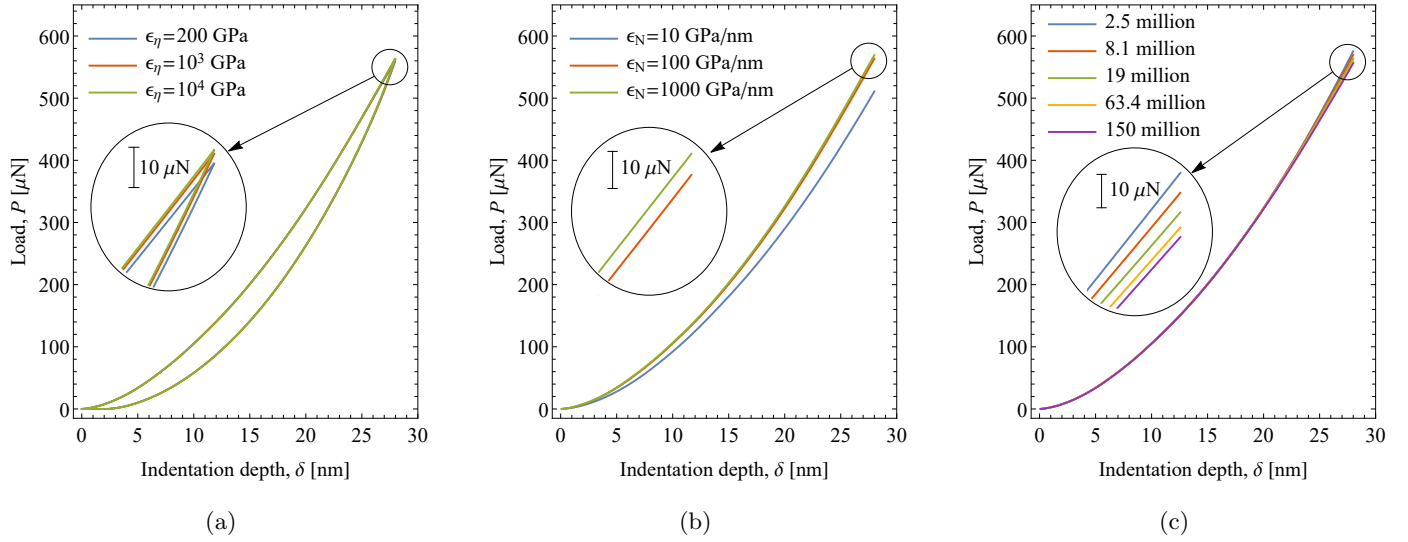 ϵη=200 GPa
ϵη=10³ GPa
ϵη=10⁴ GPa
10 μN
Load, P [μN]
600
500
400
300
200
100
0
0 5 10 15 20 25 30
Indentation depth, δ [nm]
(a)
ϵN=10 GPa/nm
ϵN=100 GPa/nm
ϵN=1000 GPa/nm
10 μN
Load, P [μN]
600
500
400
300
200
100
0
0 5 10 15 20 25 30
Indentation depth, δ [nm]
(b)
2.5 million
8.1 million
19 million
63.4 million
150 million
10 μN
Load, P [μN]
600
500
400
300
200
100
0
0 5 10 15 20 25 30
Indentation depth, δ [nm]
(c)